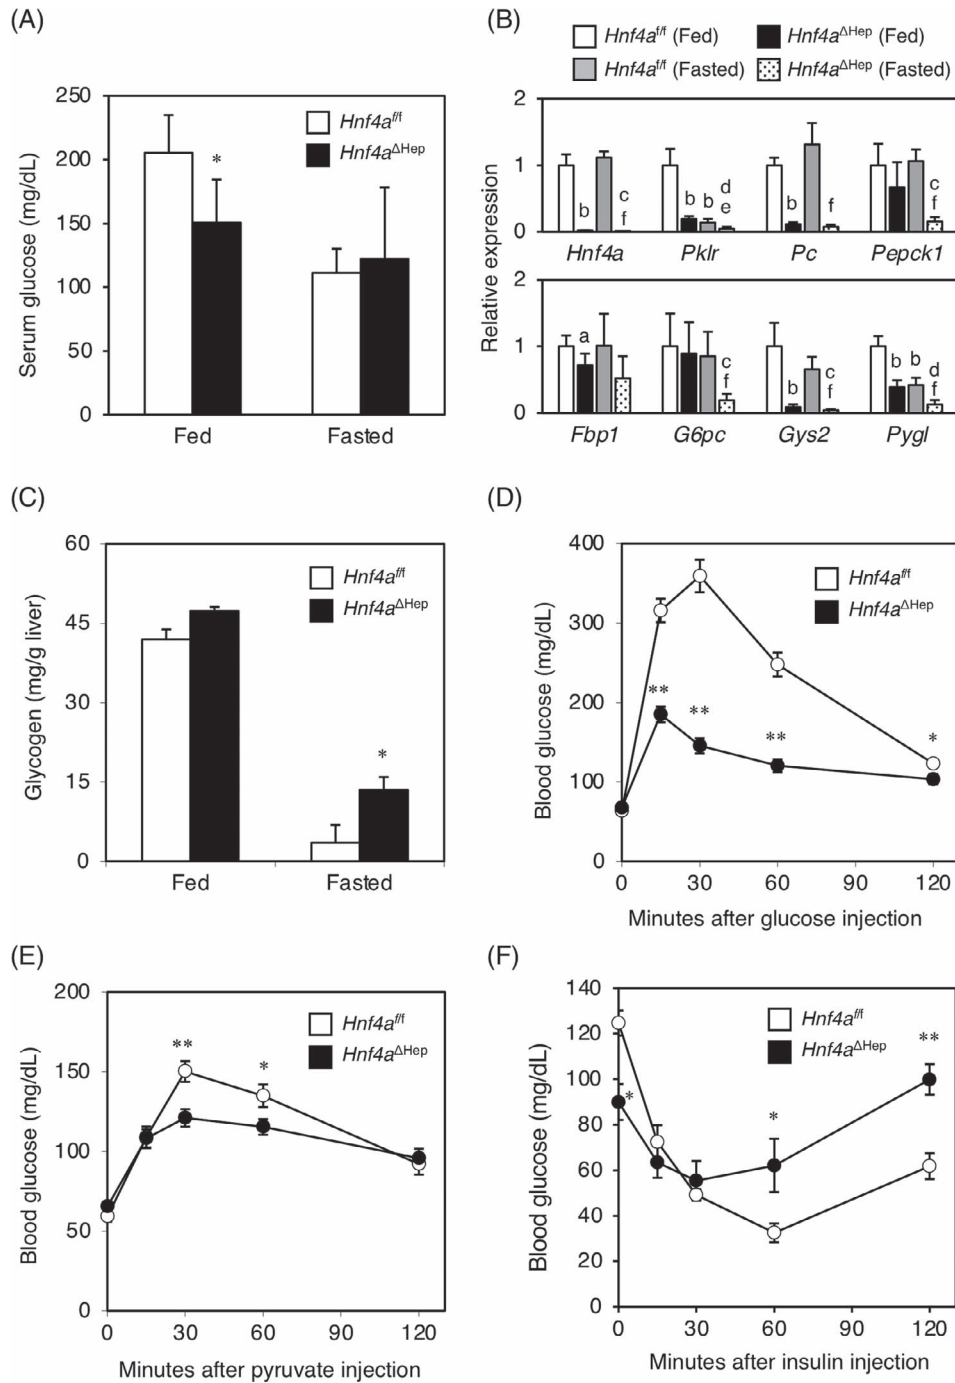 (A)
250
200
150
100
50
0
Serum glucose (mg/dL)
Hnf4a^f/f
Hnf4a^ΔHep
*
Fed
Fasted
(B)
Hnf4a^f/f (Fed)
Hnf4a^ΔHep (Fed)
Hnf4a^f/f (Fasted)
Hnf4a^ΔHep (Fasted)
Relative expression
2
1
0
b
c
f
b
b
d
e
b
f
c
f
Hnf4a
Pklr
Pc
Pepck1
2
1
0
a
c
f
b
c
f
b
b
d
f
Fbp1
G6pc
Gys2
Pygl
(C)
60
45
30
15
0
Glycogen (mg/g liver)
Hnf4a^f/f
Hnf4a^ΔHep
*
Fed
Fasted
(D)
400
300
200
100
0
Blood glucose (mg/dL)
Hnf4a^f/f
Hnf4a^ΔHep
**
**
**
*
0 30 60 90 120
Minutes after glucose injection
(E)
200
150
100
50
0
Blood glucose (mg/dL)
Hnf4a^f/f
Hnf4a^ΔHep
**
*
0 30 60 90 120
Minutes after pyruvate injection
(F)
140
120
100
80
60
40
20
0
Blood glucose (mg/dL)
Hnf4a^f/f
Hnf4a^ΔHep
*
*
**
0 30 60 90 120
Minutes after insulin injection